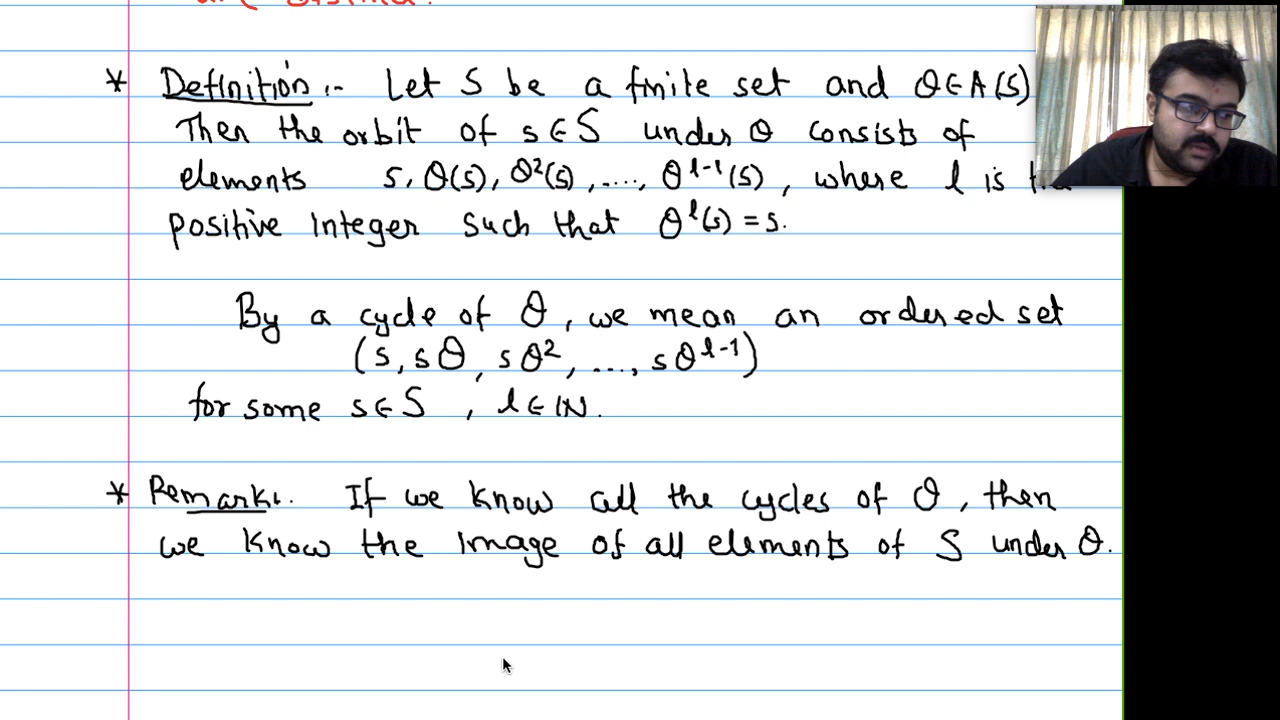 * Definition :- Let S be a finite set and θ∈A(S)
Then the orbit of s∈S under θ consists of
elements s, θ(s), θ²(s), ...., θ^{l-1}(s), where l is
positive integer such that θ^l(s) = s.
By a cycle of θ, we mean an ordered set
(s, sθ, sθ², ..., sθ^{l-1})
for some s∈S, l∈ℕ.
* Remark:. If we know all the cycles of θ, then
we know the image of all elements of S under θ.